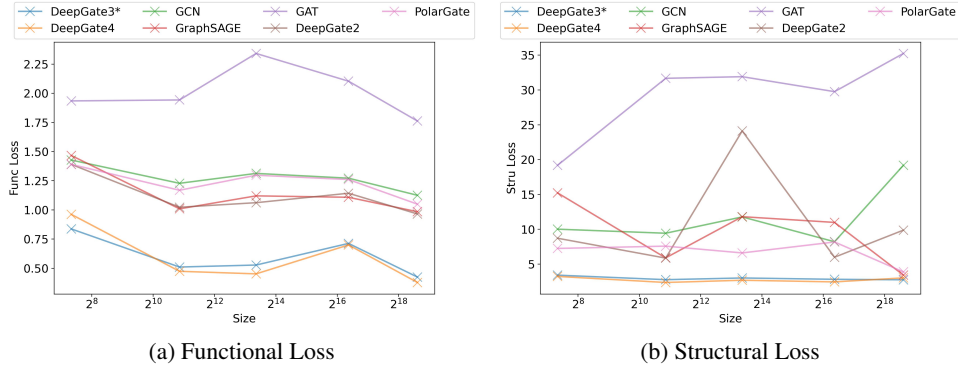 DeepGate3* GCN GAT PolarGate
DeepGate4 GraphSAGE DeepGate2
2.25
2.00
1.75
1.50
1.25
1.00
0.75
0.50
Func Loss
2^8 2^10 2^12 2^14 2^16 2^18
Size
(a) Functional Loss
DeepGate3* GCN GAT PolarGate
DeepGate4 GraphSAGE DeepGate2
35
30
25
20
15
10
5
Stru Loss
2^8 2^10 2^12 2^14 2^16 2^18
Size
(b) Structural Loss